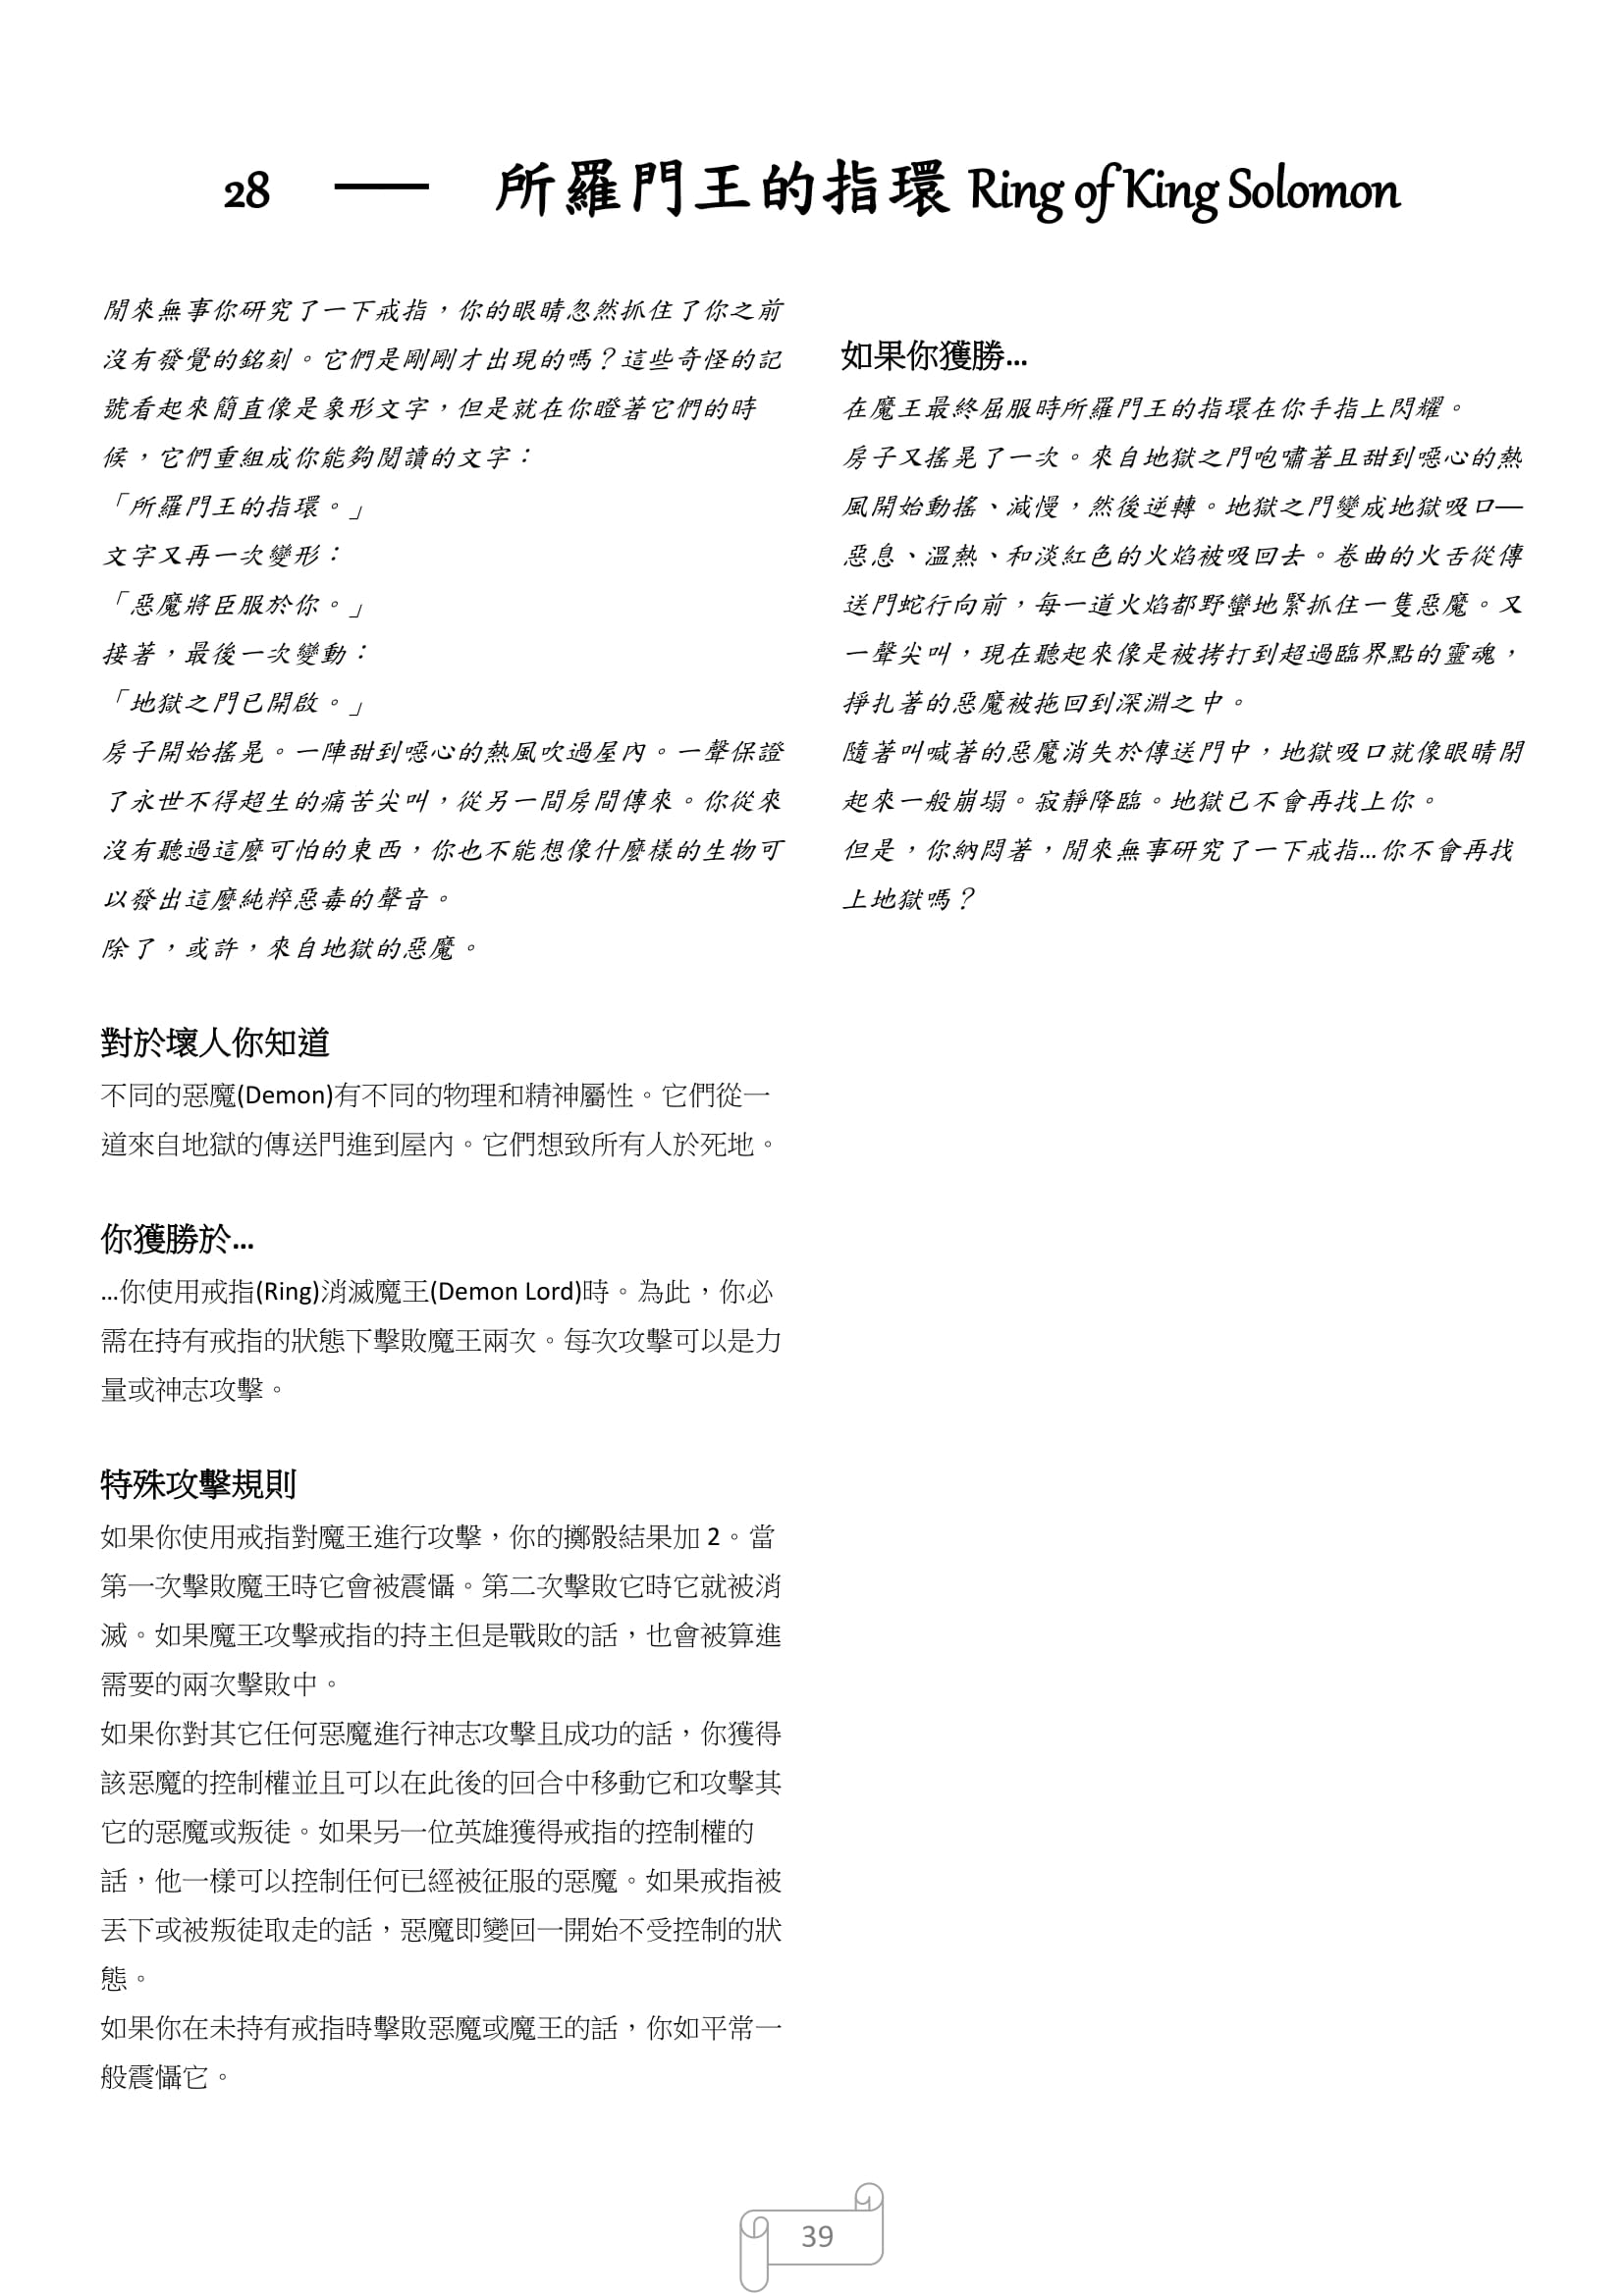 28 — 所羅門王的指環 Ring of King Solomon
閒來無事你研究了一下戒指，你的眼睛忽然抓住了你之前
沒有發覺的銘刻。它們是剛剛才出現的嗎？這些奇怪的記
號看起來簡直像是象形文字，但是就在你瞪著它們的時
候，它們重組成你能夠閱讀的文字：
「所羅門王的指環。」
文字又再一次變形：
「惡魔將臣服於你。」
接著，最後一次變動：
「地獄之門已開啟。」
房子開始搖晃。一陣甜到噁心的熱風吹過屋內。一聲保證
了永世不得超生的痛苦尖叫，從另一間房間傳來。你從來
沒有聽過這麼可怕的東西，你也不能想像什麼樣的生物可
以發出這麼純粹惡毒的聲音。
除了，或許，來自地獄的惡魔。
對於壞人你知道
不同的惡魔(Demon)有不同的物理和精神屬性。它們從一
道來自地獄的傳送門進到屋內。它們想致所有人於死地。
你獲勝於…
…你使用戒指(Ring)消滅魔王(Demon Lord)時。為此，你必
需在持有戒指的狀態下擊敗魔王兩次。每次攻擊可以是力
量或神志攻擊。
特殊攻擊規則
如果你使用戒指對魔王進行攻擊，你的擲骰結果加 2。當
第一次擊敗魔王時它會被震懾。第二次擊敗它時它就被消
滅。如果魔王攻擊戒指的持主但是戰敗的話，也會被算進
需要的兩次擊敗中。
如果你對其它任何惡魔進行神志攻擊且成功的話，你獲得
該惡魔的控制權並且可以在此後的回合中移動它和攻擊其
它的惡魔或叛徒。如果另一位英雄獲得戒指的控制權的
話，他一樣可以控制任何已經被征服的惡魔。如果戒指被
丟下或被叛徒取走的話，惡魔即變回一開始不受控制的狀
態。
如果你在未持有戒指時擊敗惡魔或魔王的話，你如平常一
般震懾它。
如果你獲勝…
在魔王最終屈服時所羅門王的指環在你手指上閃耀。
房子又搖晃了一次。來自地獄之門咆嘯著且甜到噁心的熱
風開始動搖、減慢，然後逆轉。地獄之門變成地獄吸口—
惡息、溫熱、和淡紅色的火焰被吸回去。卷曲的火舌從傳
送門蛇行向前，每一道火焰都野蠻地緊抓住一隻惡魔。又
一聲尖叫，現在聽起來像是被拷打到超過臨界點的靈魂，
掙扎著的惡魔被拖回到深淵之中。
隨著叫喊著的惡魔消失於傳送門中，地獄吸口就像眼睛閉
起來一般崩塌。寂靜降臨。地獄已不會再找上你。
但是，你納悶著，閒來無事研究了一下戒指…你不會再找
上地獄嗎？
39